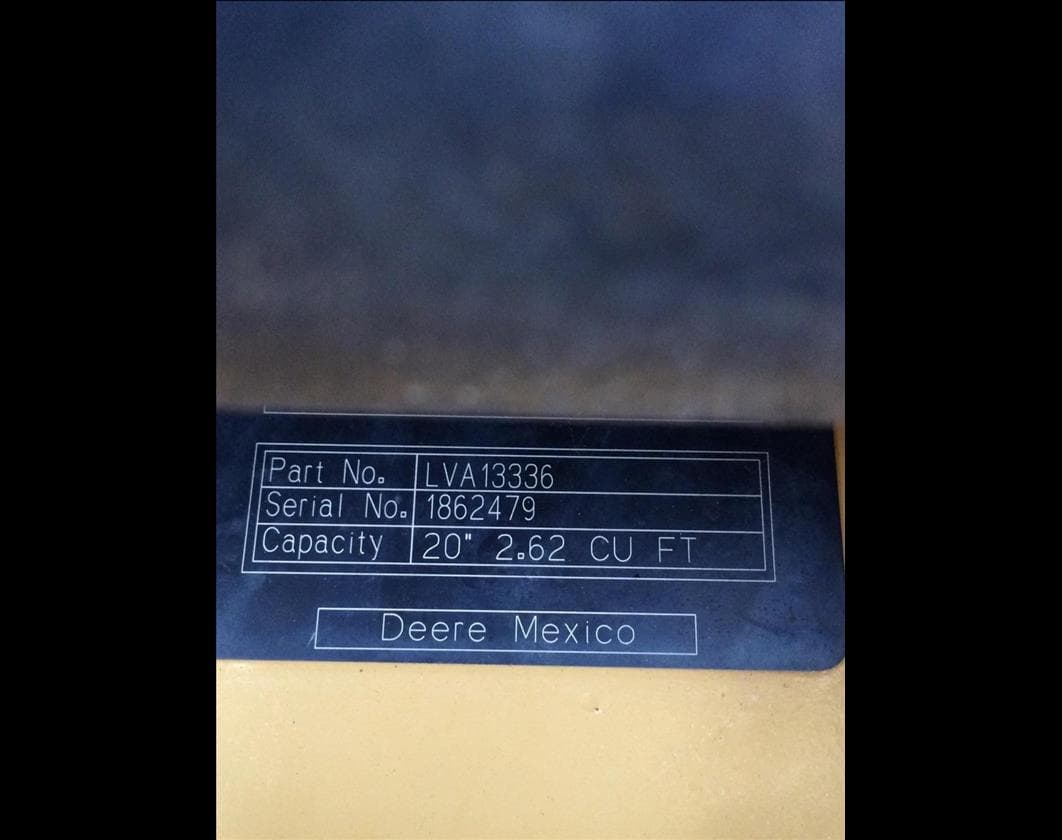 Part No. LVA13336
Serial No. 1862479
Capacity 20" 2.62 CU FT
Deere Mexico